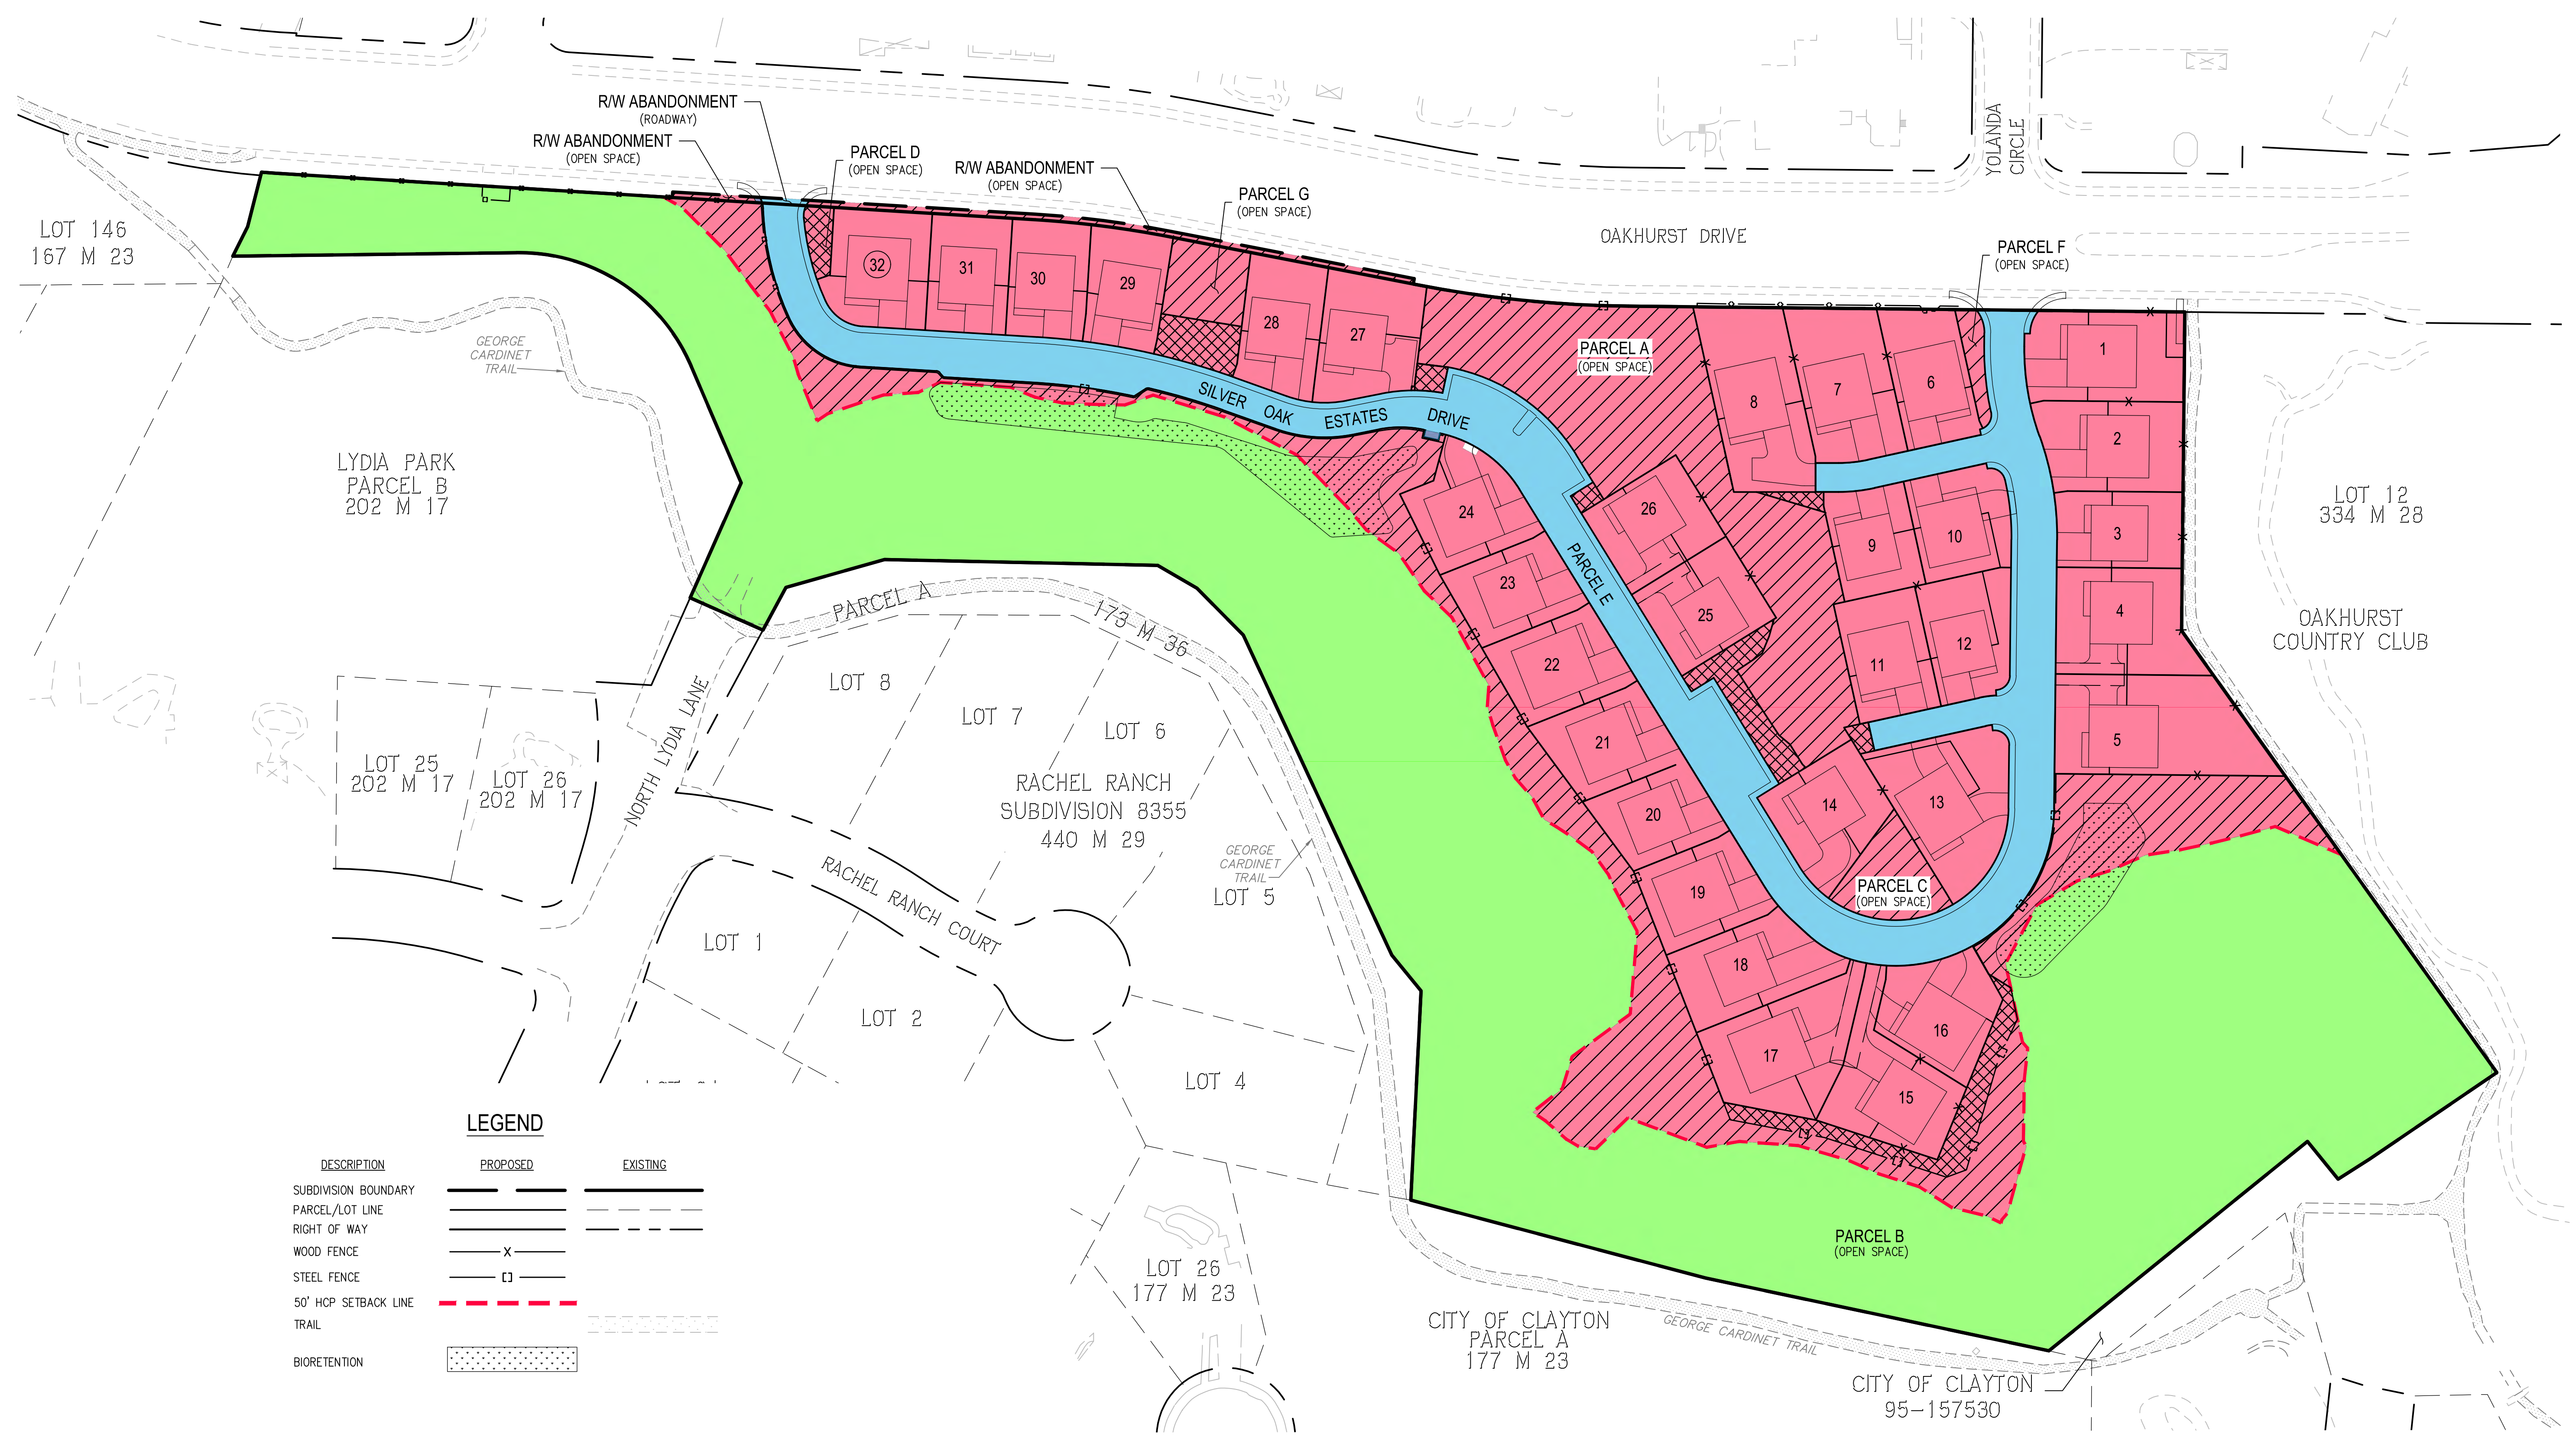 R/W ABANDONMENT
(ROADWAY)
R/W ABANDONMENT
(OPEN SPACE)
PARCEL D
(OPEN SPACE)
R/W ABANDONMENT
(OPEN SPACE)
PARCEL G
(OPEN SPACE)
YOLANDA
CIRCLE
OAKHURST DRIVE
PARCEL F
(OPEN SPACE)
LOT 146
167 M 23
32
31
30
29
28
27
PARCEL A
(OPEN SPACE)
8
7
6
1
2
3
4
5
GEORGE
CARDINET
TRAIL
SILVER OAK ESTATES DRIVE
LYDIA PARK
PARCEL B
202 M 17
LOT 12
334 M 28
OAKHURST
COUNTRY CLUB
24
23
22
21
20
19
18
17
26
25
PARCEL E
9
10
11
12
14
13
PARCEL C
(OPEN SPACE)
16
15
PARCEL A
173 M 36
LOT 8
LOT 7
LOT 6
RACHEL RANCH
SUBDIVISION 8355
440 M 29
GEORGE
CARDINET
TRAIL
LOT 5
LOT 25
202 M 17
LOT 26
202 M 17
NORTH LYDIA LANE
RACHEL RANCH COURT
LOT 1
LOT 2
LOT 4
LOT 26
177 M 23
PARCEL B
(OPEN SPACE)
CITY OF CLAYTON
PARCEL A
177 M 23
GEORGE CARDINET TRAIL
CITY OF CLAYTON
95-157530
LEGEND
DESCRIPTION PROPOSED EXISTING
SUBDIVISION BOUNDARY
PARCEL/LOT LINE
RIGHT OF WAY
WOOD FENCE
STEEL FENCE
50' HCP SETBACK LINE
TRAIL
BIORETENTION